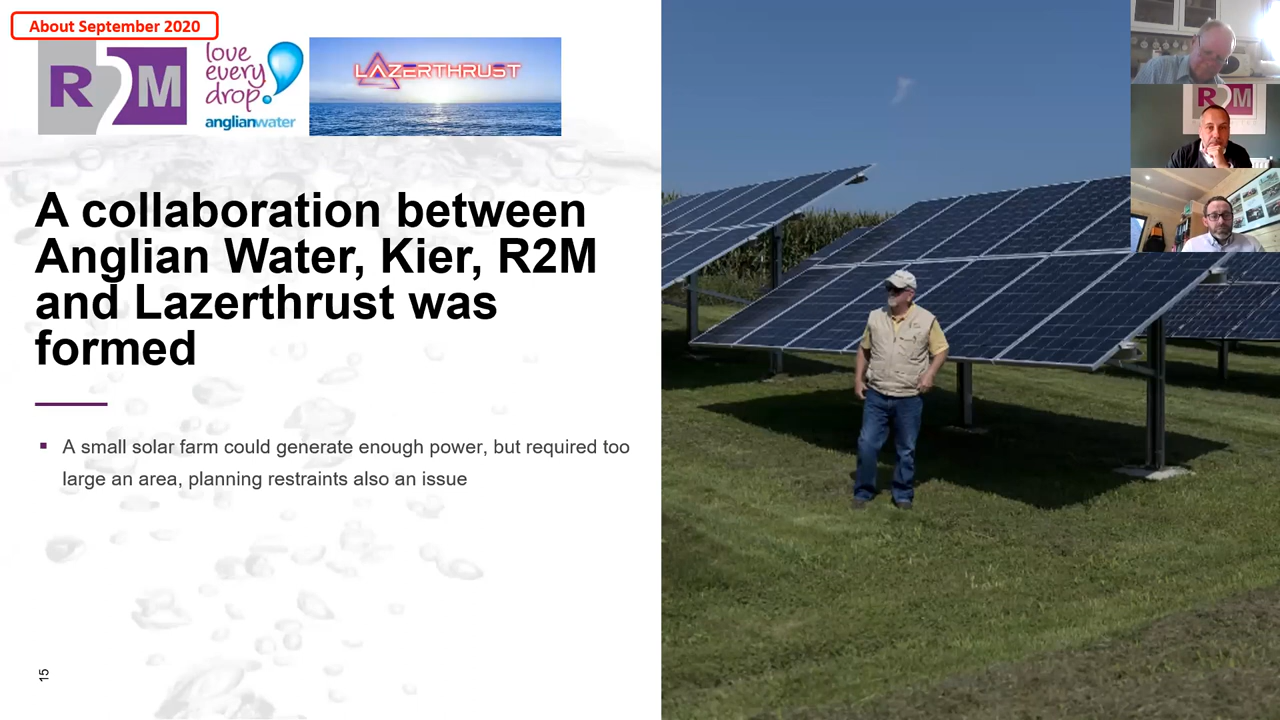 About September 2020
R2M
love
every
drop
anglianwater
LAZERTHRUST
R2M
A collaboration between
Anglian Water, Kier, R2M
and Lazerthrust was
formed
A small solar farm could generate enough power, but required too
large an area, planning restraints also an issue
15